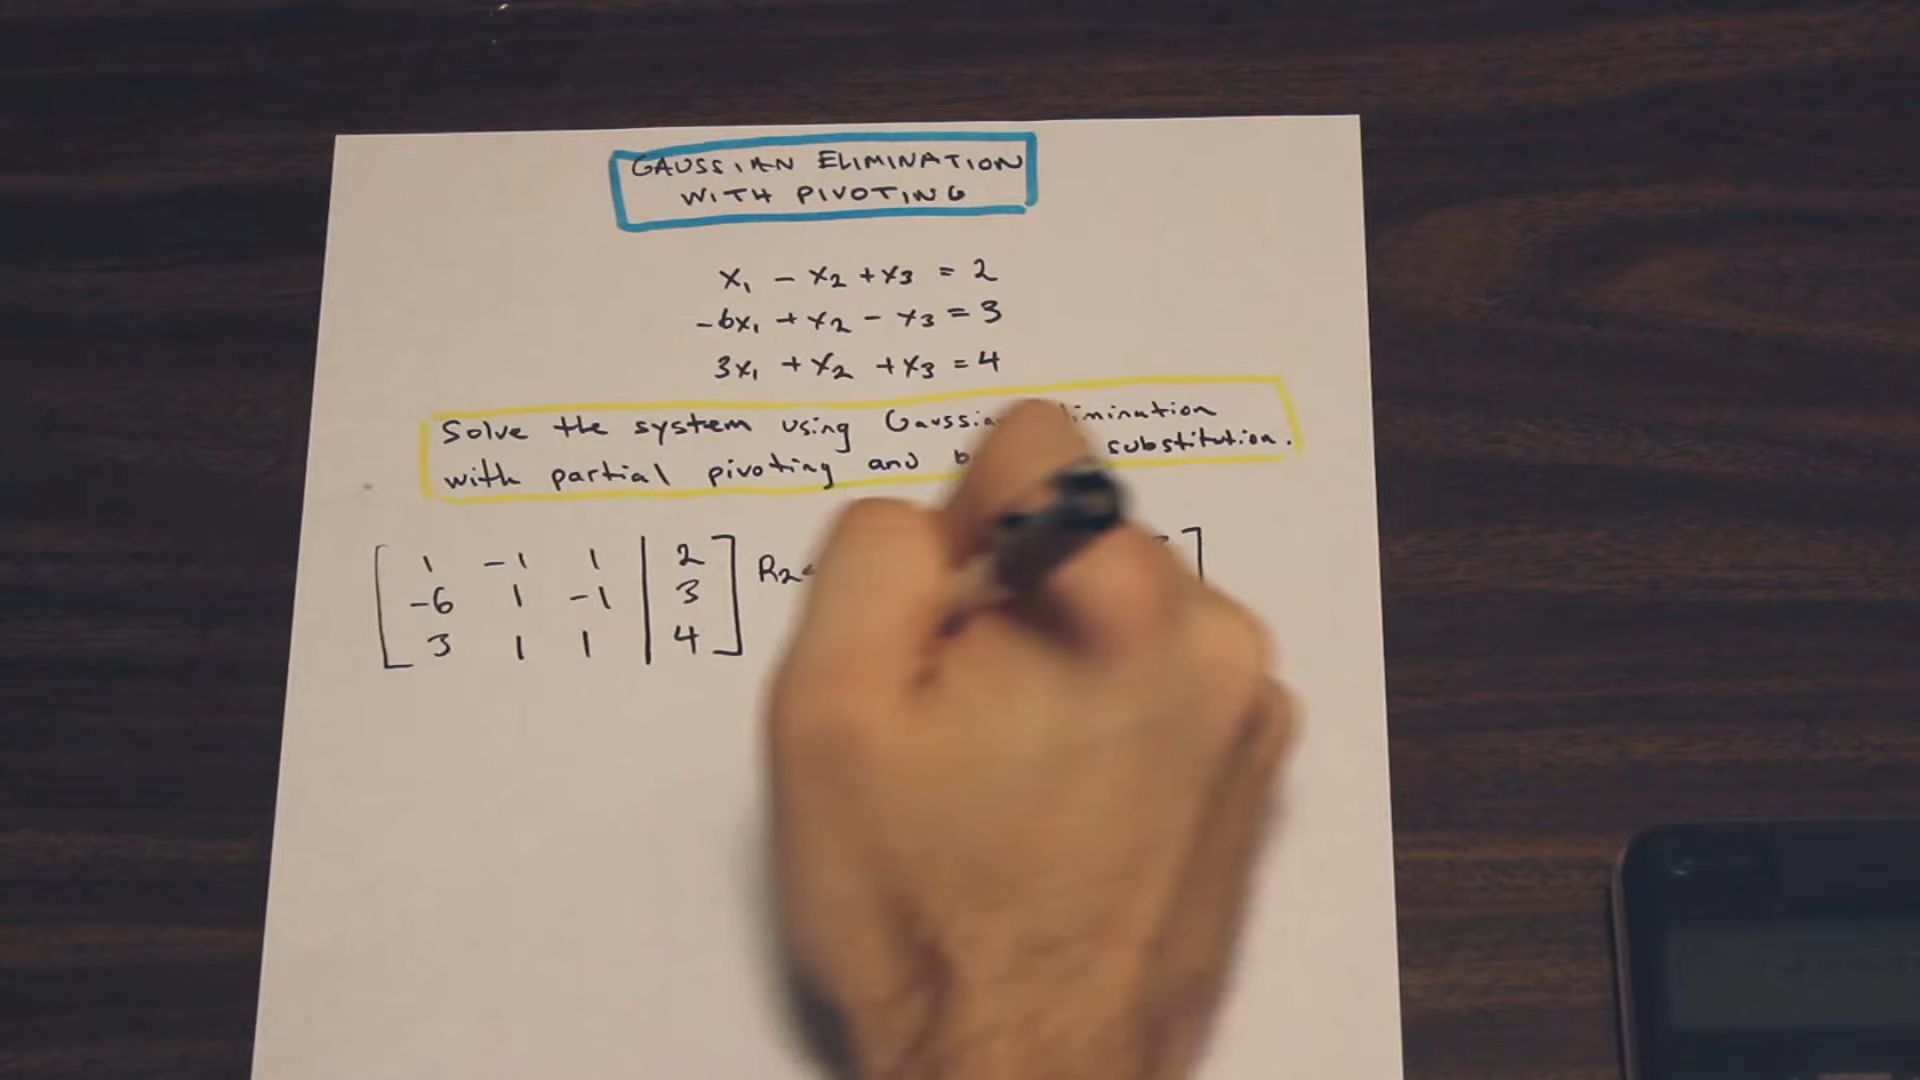 GAUSSIAN ELIMINATION
WITH PIVOTING
x₁ - x₂ + x₃ = 2
-6x₁ + x₂ - x₃ = 3
3x₁ + x₂ + x₃ = 4
Solve the system using
with partial pivoting and substitution.
1 -1 1 | 2
-6 1 -1 | 3
3 1 1 | 4
R₂